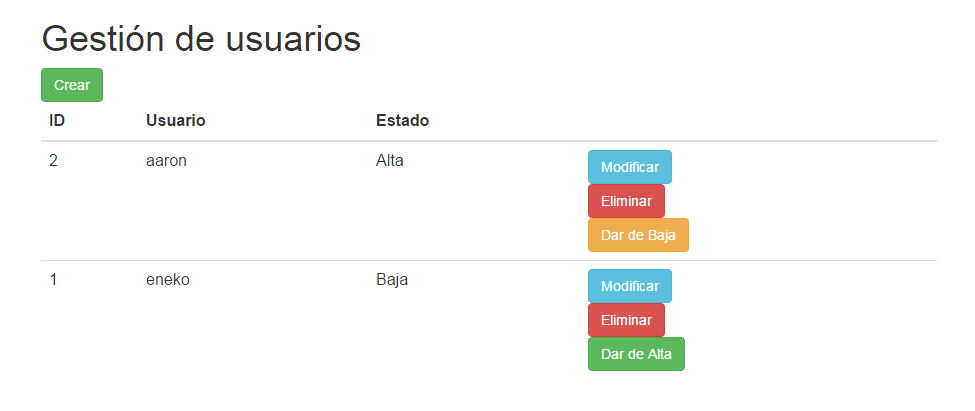 Gestión de usuarios
Crear
ID Usuario Estado
2 aaron Alta Modificar
Eliminar
Dar de Baja
1 eneko Baja Modificar
Eliminar
Dar de Alta